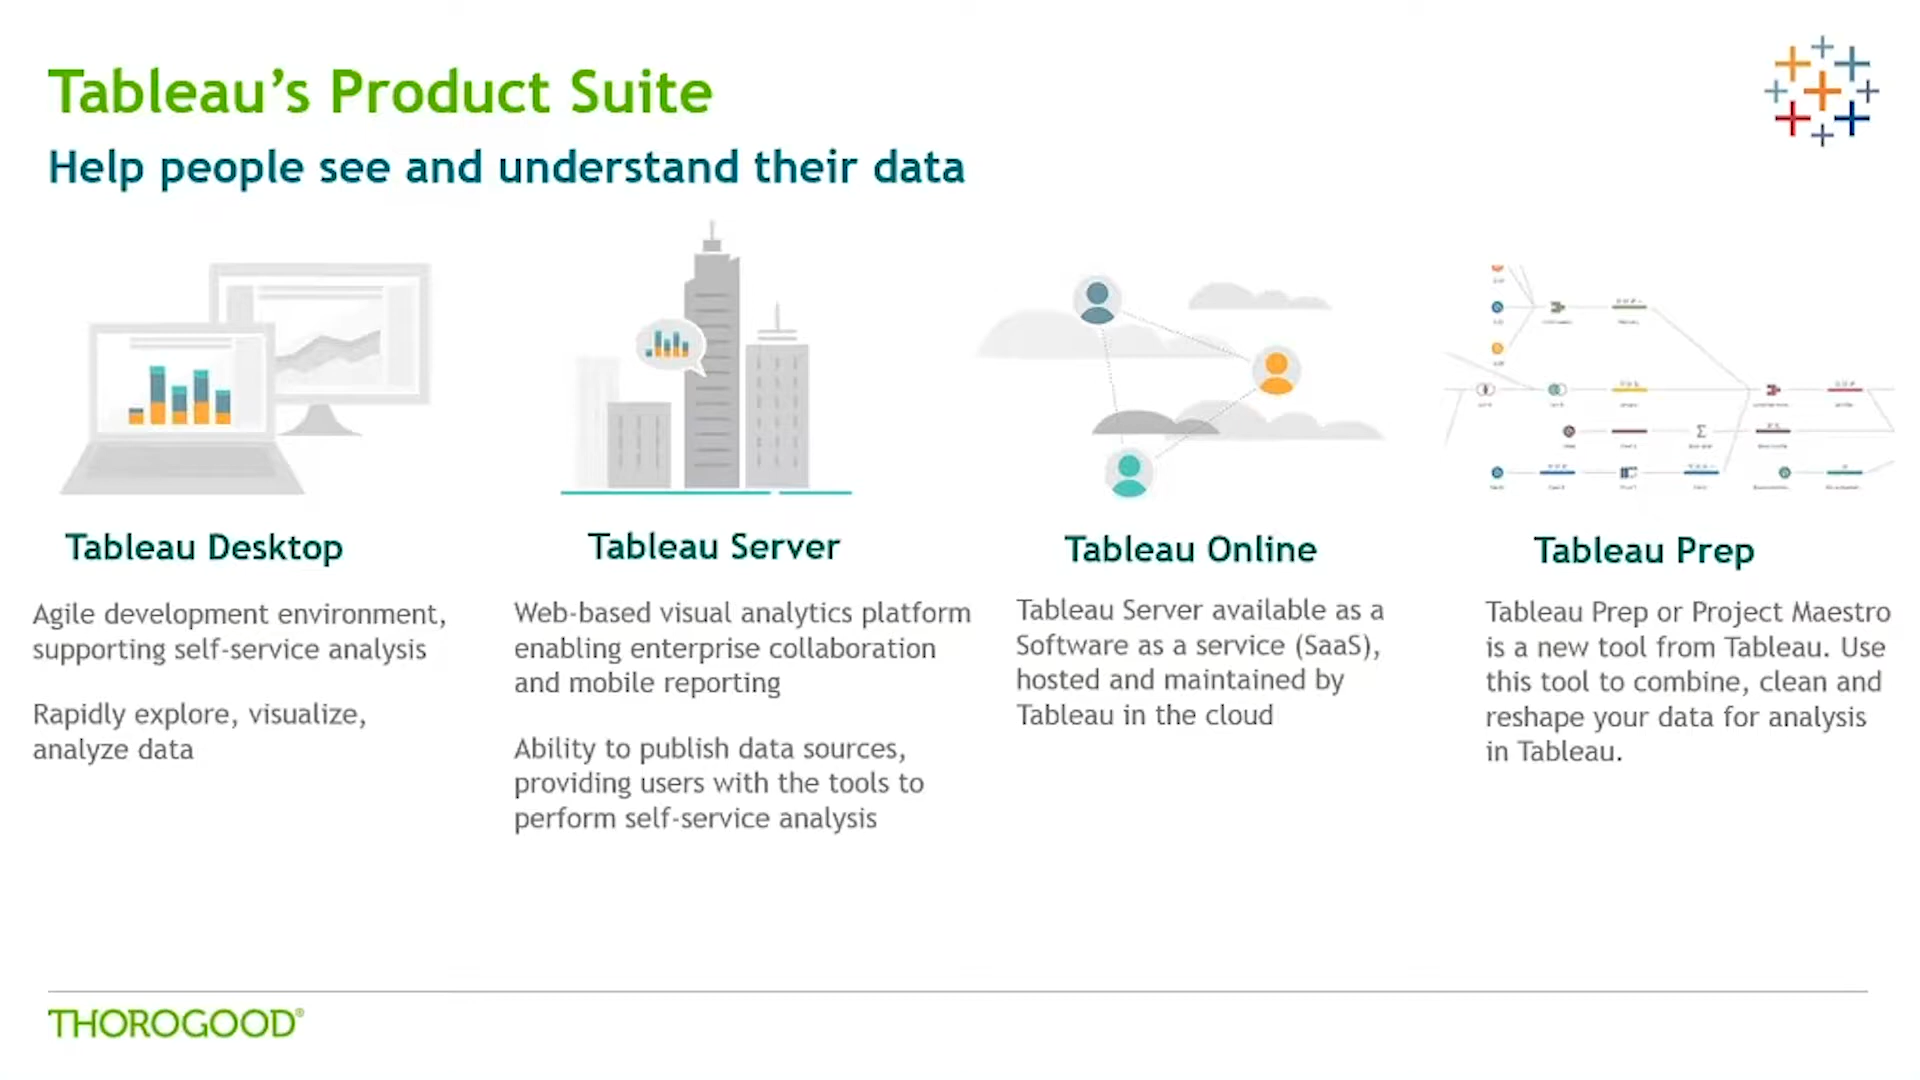 Tableau's Product Suite
Help people see and understand their data
Tableau Desktop
Agile development environment,
supporting self-service analysis
Rapidly explore, visualize,
analyze data
Tableau Server
Web-based visual analytics platform
enabling enterprise collaboration
and mobile reporting
Ability to publish data sources,
providing users with the tools to
perform self-service analysis
Tableau Online
Tableau Server available as a
Software as a service (SaaS),
hosted and maintained by
Tableau in the cloud
Tableau Prep
Tableau Prep or Project Maestro
is a new tool from Tableau. Use
this tool to combine, clean and
reshape your data for analysis
in Tableau.
THOROGOOD®